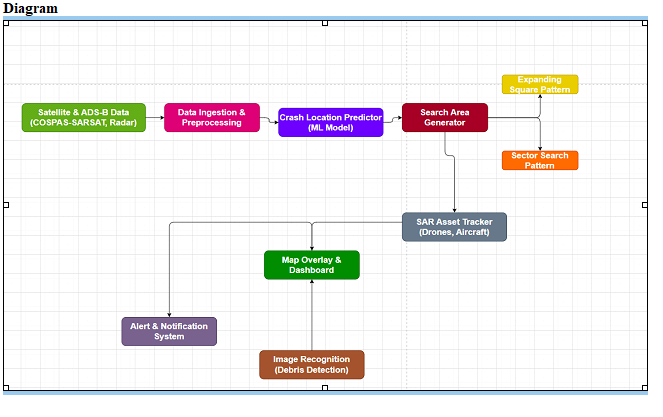 Diagram
Expanding
Square Pattern
Satellite & ADS-B Data
(COSPAS-SARSAT, Radar)
Data Ingestion &
Preprocessing
Crash Location Predictor
(ML Model)
Search Area
Generator
Sector Search
Pattern
SAR Asset Tracker
(Drones, Aircraft)
Map Overlay &
Dashboard
Alert & Notification
System
Image Recognition
(Debris Detection)